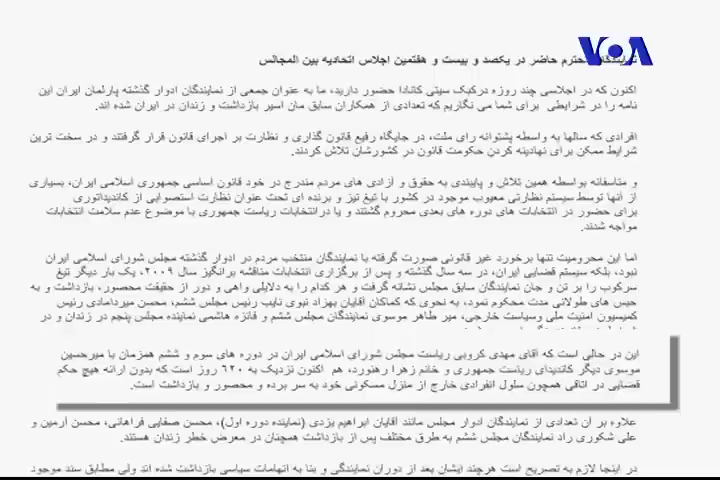 VOA
محترم حاضر در یکصد و بیست و هفتمین اجلاس اتحادیه بین المجالس
اکنون که در اجلاسی چند روزه درکبک سیتی کانادا حضور دارید، ما به عنوان جمعی از نمایندگان ادوار گذشته پارلمان ایران این
نامه را در شرایطی برای شما می نگاریم که تعدادی از همکاران سابق مان اسیر بازداشت و زندان در ایران شده اند.
افرادی که سالها به واسطه پشتوانه رای ملت، در جایگاه رفیع قانون گذاری و نظارت بر اجرای قانون قرار گرفتند و در سخت ترین
شرایط ممکن برای نهادینه کردن حکومت قانون در کشورشان تلاش کردند.
و متاسفانه بواسطه همین تلاش و پایبندی به حقوق و آزادی های مردم مندرج در خود قانون اساسی جمهوری اسلامی ایران، بسیاری
از آنها توسط سیستم نظارتی معیوب موجود در کشور با تیغ تیز و برنده ای تحت عنوان نظارت استصوابی از کاندیداتوری
برای حضور در انتخابات های دوره های بعدی محروم گشتند و یا درانتخابات ریاست جمهوری با موضوع عدم سلامت انتخابات
مواجه شدند.
اما این محرومیت تنها برخورد غیر قانونی صورت گرفته با نمایندگان منتخب مردم در ادوار گذشته مجلس شورای اسلامی ایران
نبود، بلکه سیستم قضایی ایران، در سه سال گذشته و پس از برگزاری انتخابات مناقشه برانگیز سال ۲۰۰۹، یک بار دیگر تیغ
سرکوب را بر تن و جان نمایندگان سابق مجلس نشانه گرفت و هر کدام را به دلایلی واهی و دور از حقیقت محصور، بازداشت و به
حبس های طولانی مدت محکوم نمود، به نحوی که کماکان آقایان بهزاد نبوی نایب رئیس مجلس ششم، محسن میردامادی رئیس
کمیسیون امنیت ملی وسیاست خارجی، میر طاهر موسوی نمایندگان مجلس ششم و فائزه هاشمی نماینده مجلس پنجم در زندان و در
این در حالی است که آقای مهدی کروبی ریاست مجلس شورای اسلامی ایران در دوره های سوم و ششم همزمان با میرحسین
موسوی دیگر کاندیدای ریاست جمهوری و خانم زهرا رهنورد، هم اکنون نزدیک به ۶۲۰ روز است که بدون ارائه هیچ حکم
قضایی در اتاقی همچون سلول انفرادی خارج از منزل مسکونی خود به سر برده و محصور و بازداشت است.
علاوه بر آن تعدادی از نمایندگان ادوار مجلس مانند آقایان ابراهیم یزدی (نماینده دوره اول)، محسن صفایی فراهانی، محسن آرمین و
علی شکوری راد نمایندگان مجلس ششم به طرق مختلف پس از بازداشت همچنان در معرض خطر زندان هستند.
در اینجا لازم به تصریح است هرچند ایشان بعد از دوران نمایندگی و بنا به اتهامات سیاسی بازداشت شده اند ولی مطابق سند موجود